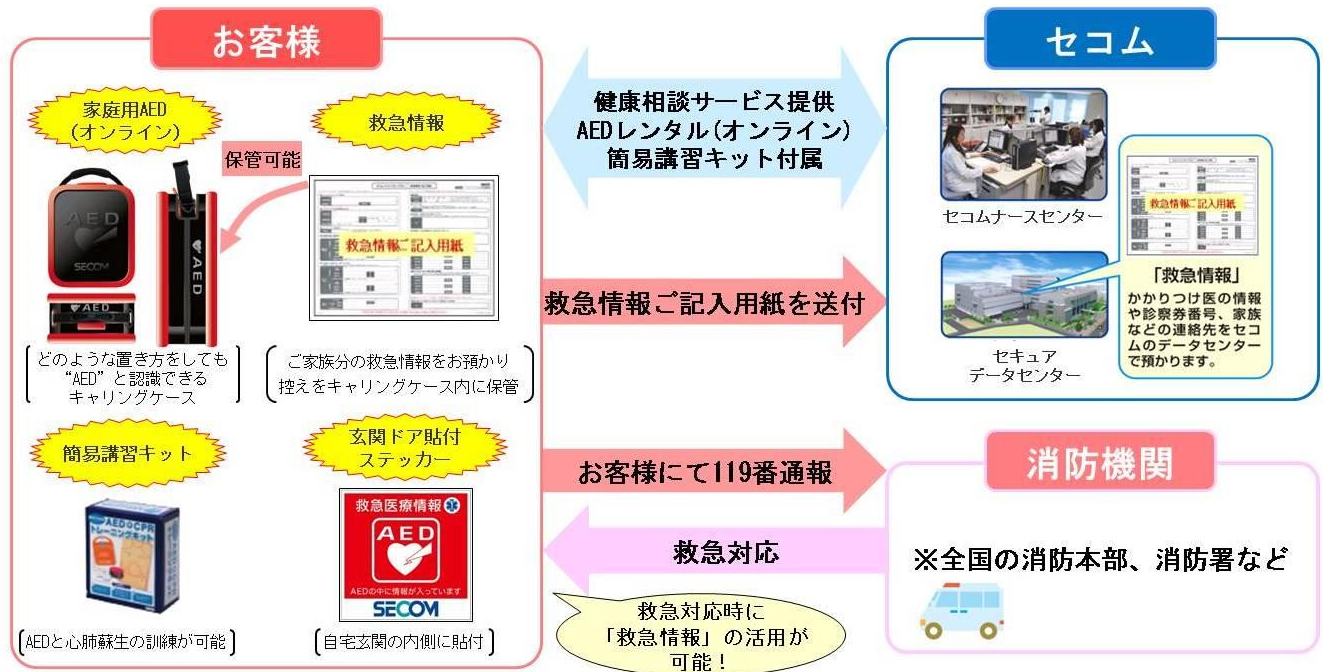 お客様
家庭用AED
(オンライン)
救急情報
保管可能
AED
SECOM
AED
AED
救急情報ご記入用紙
どのような置き方をしても
“AED”と認識できる
キャリングケース
ご家族分の救急情報をお預かり
控えをキャリングケース内に保管
簡易講習キット
玄関ドア貼付
ステッカー
AED CPR
トレーニングキット
救急医療情報
AED
AEDの中に情報が入っています
SECOM
AEDと心肺蘇生の訓練が可能
自宅玄関の内側に貼付
健康相談サービス提供
AEDレンタル(オンライン)
簡易講習キット付属
救急情報ご記入用紙を送付
お客様にて119番通報
救急対応
救急対応時に
「救急情報」の活用が
可能！
セコム
セコムナースセンター
セキュア
データセンター
救急情報ご記入用紙
「救急情報」
かかりつけ医の情報
や診察券番号、家族
などの連絡先をセコ
ムのデータセンター
で預かります。
消防機関
※全国の消防本部、消防署など